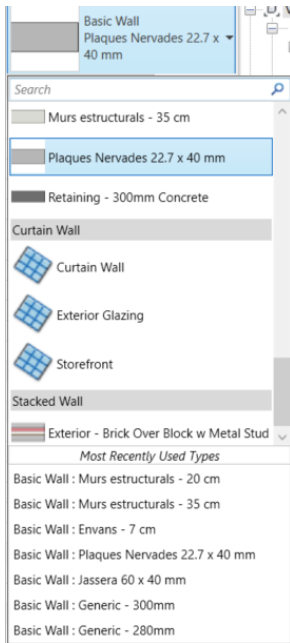 Basic Wall
Plaques Nervades 22.7 x
40 mm
Search
Murs estructurals - 35 cm
Plaques Nervades 22.7 x 40 mm
Retaining - 300mm Concrete
Curtain Wall
Curtain Wall
Exterior Glazing
Storefront
Stacked Wall
Exterior - Brick Over Block w Metal Stud
Most Recently Used Types
Basic Wall : Murs estructurals - 20 cm
Basic Wall : Murs estructurals - 35 cm
Basic Wall : Envans - 7 cm
Basic Wall : Plaques Nervades 22.7 x 40 mm
Basic Wall : Jassera 60 x 40 mm
Basic Wall : Generic - 300mm
Basic Wall : Generic - 280mm